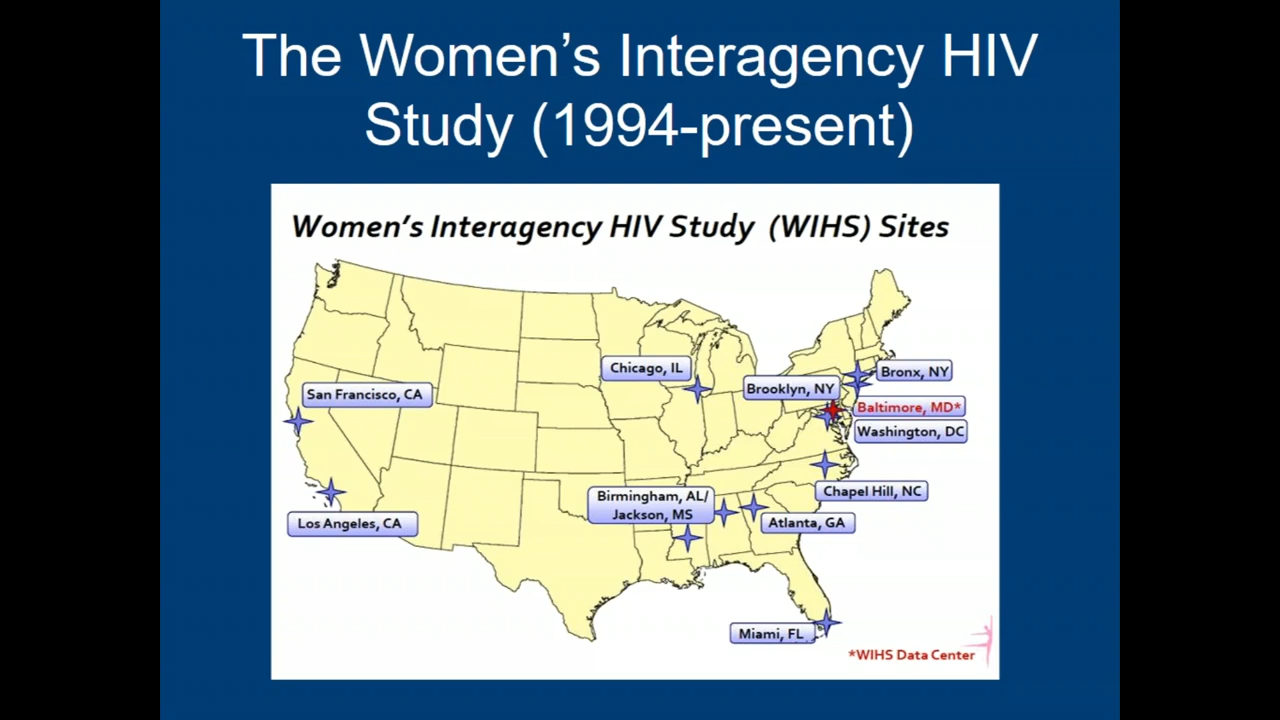 The Women’s Interagency HIV
Study (1994-present)
Women’s Interagency HIV Study (WIHS) Sites
Chicago, IL
Bronx, NY
Brooklyn, NY
San Francisco, CA
Baltimore, MD*
Washington, DC
Chapel Hill, NC
Birmingham, AL/
Jackson, MS
Los Angeles, CA
Atlanta, GA
Miami, FL
*WIHS Data Center